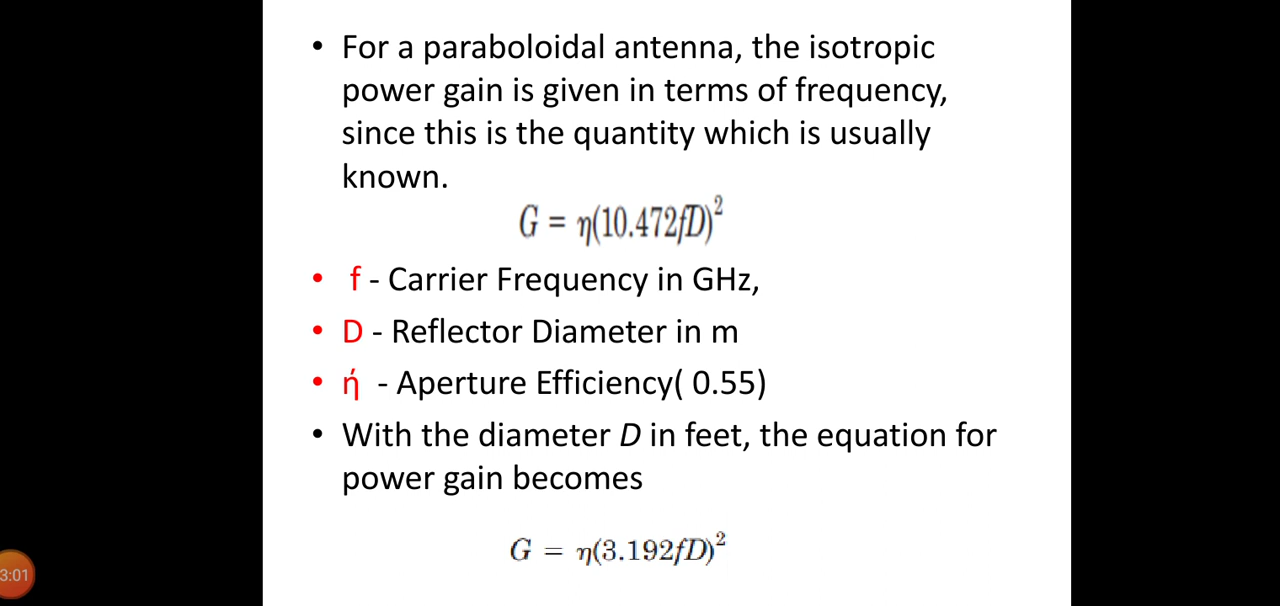 • For a paraboloidal antenna, the isotropic
power gain is given in terms of frequency,
since this is the quantity which is usually
known.
G = η(10.472fD)²
• f - Carrier Frequency in GHz,
• D - Reflector Diameter in m
• ή - Aperture Efficiency( 0.55)
• With the diameter D in feet, the equation for
power gain becomes
G = η(3.192fD)²
3:01